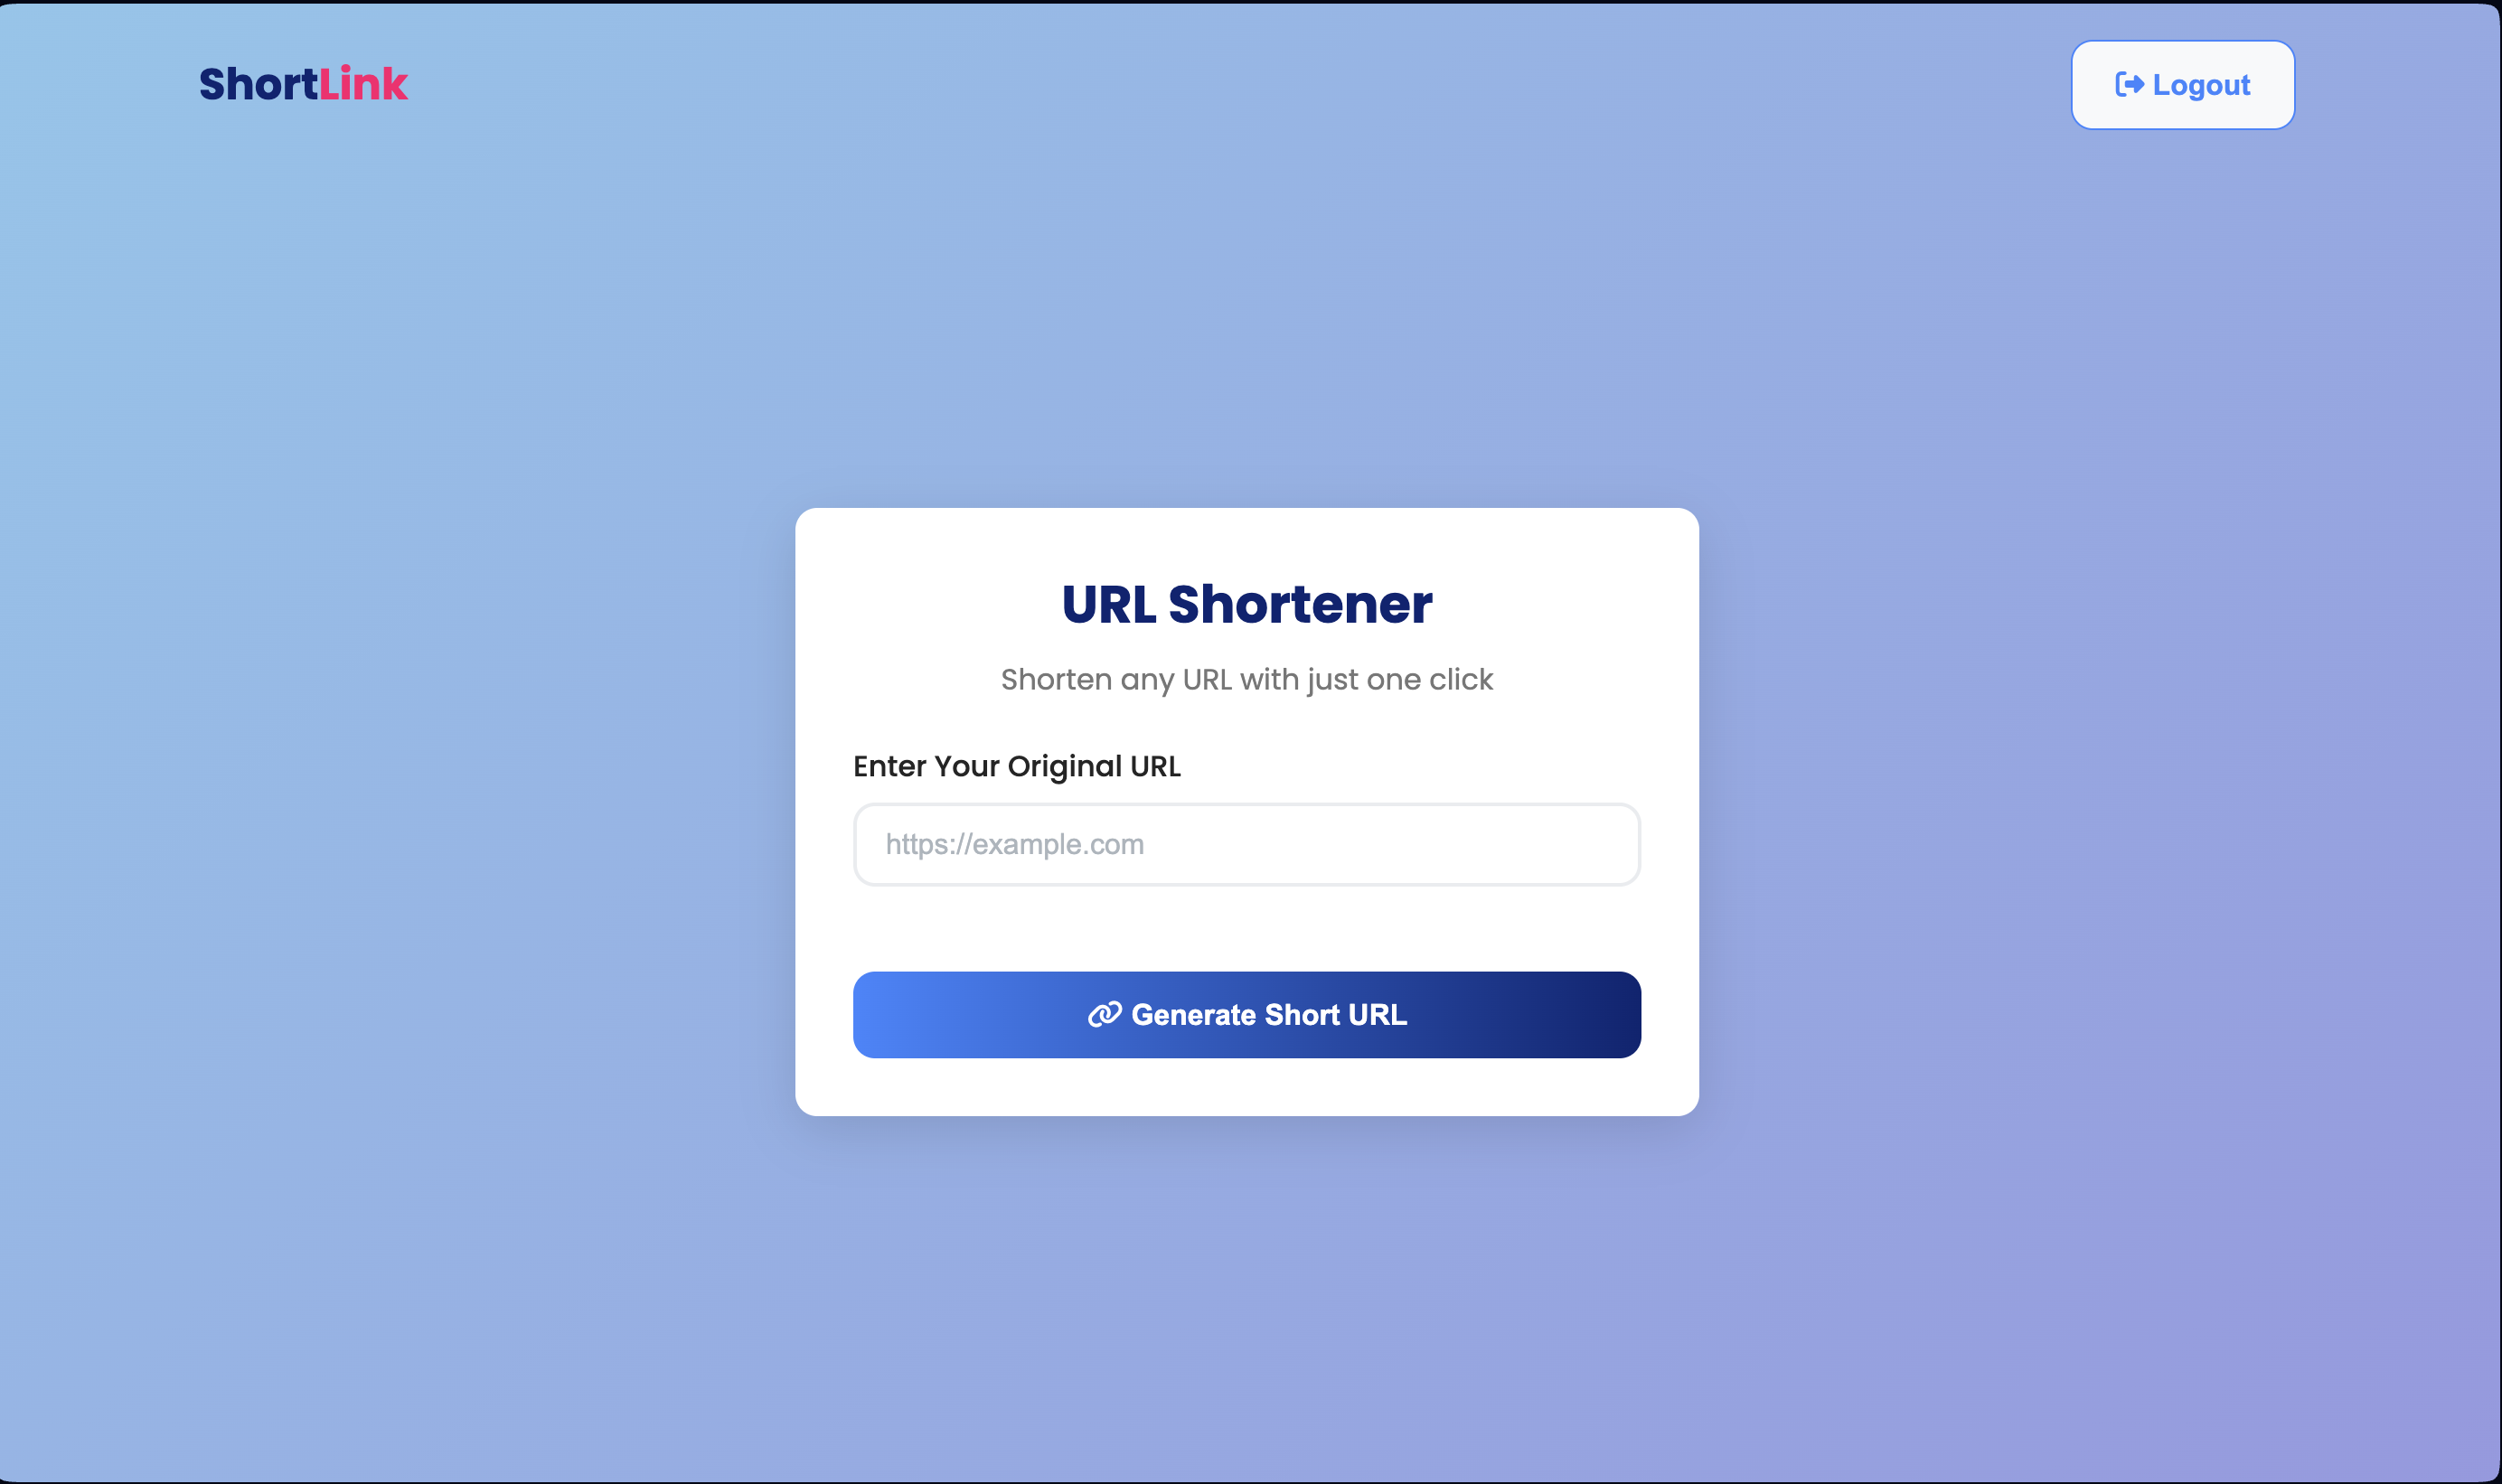 ShortLink
Logout
URL Shortener
Shorten any URL with just one click
Enter Your Original URL
https://example.com
Generate Short URL